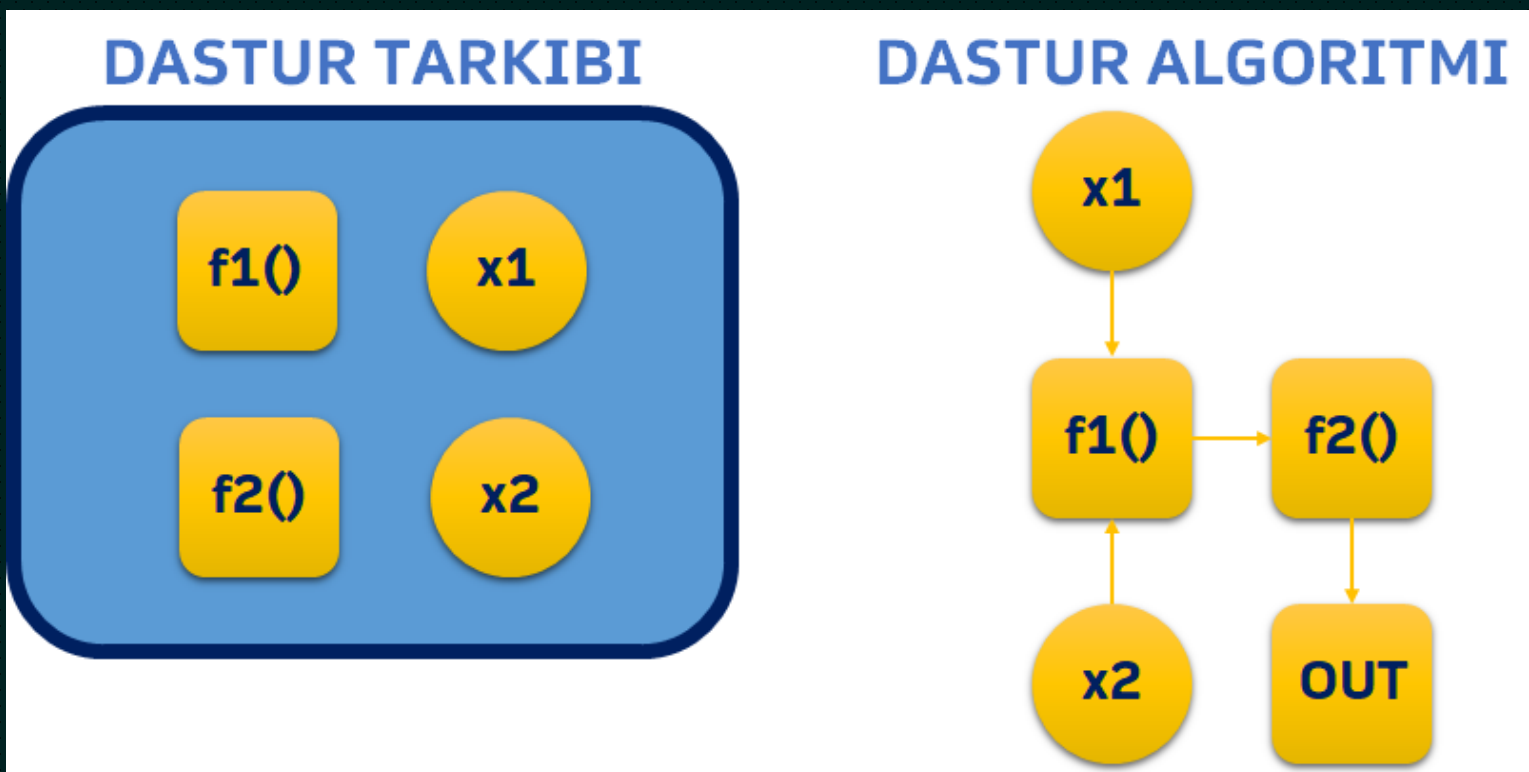 DASTUR TARKIBI
f1()
x1
f2()
x2
DASTUR ALGORITMI
x1
f1()
f2()
x2
OUT